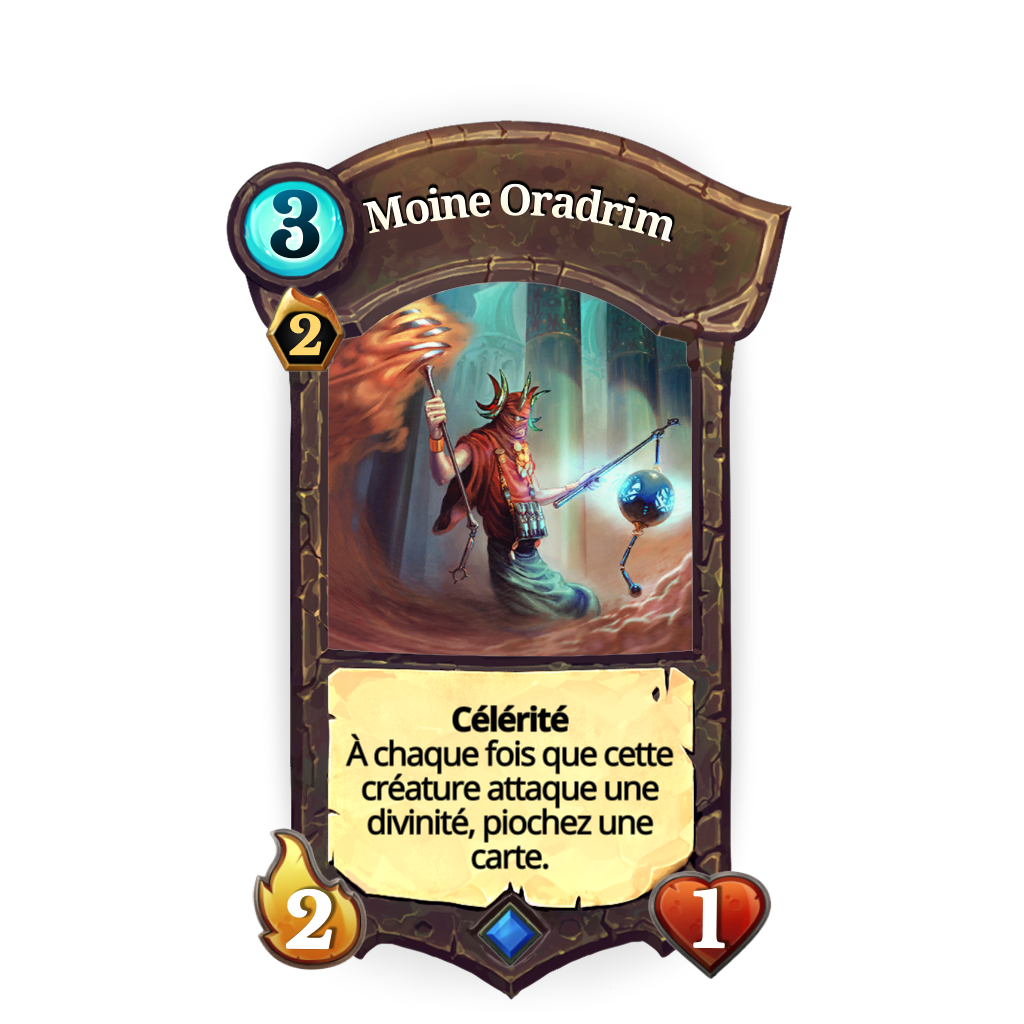 3
Moine Oradrim
2
Célérité
À chaque fois que cette
créature attaque une
divinité, piochez une
carte.
2
1